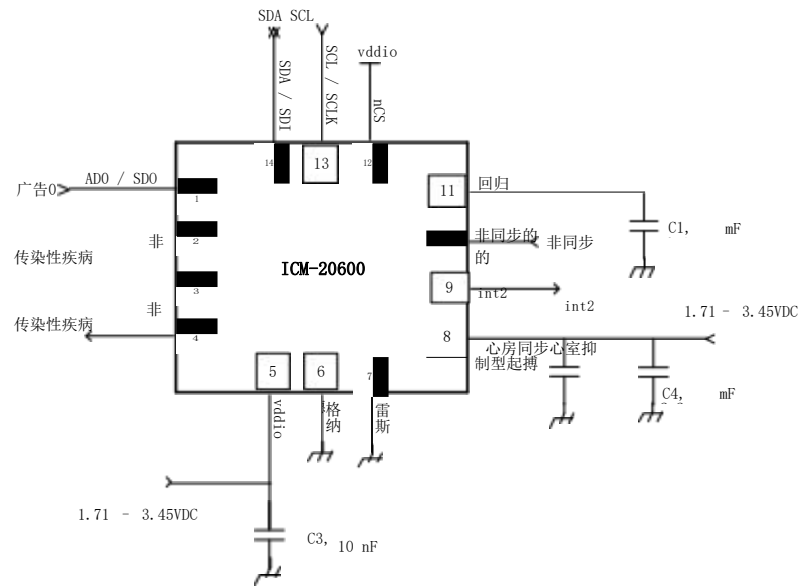 SDA SCL
SDA / SDI
SCL / SCLK
vddio
nCS
14
13
12
广告0
ADO / SDO
1
11
回归
C1,
mF
非
2
非同步的
的
非同步
传染性疾病
ICM-20600
3
9
int2
int2
非
传染性疾病
4
8
1.71 - 3.45VDC
心房同步心室抑
制型起搏
5
6
7
C4,
mF
vddio
格
纳
雷
斯
1.71 - 3.45VDC
C3,
10 nF